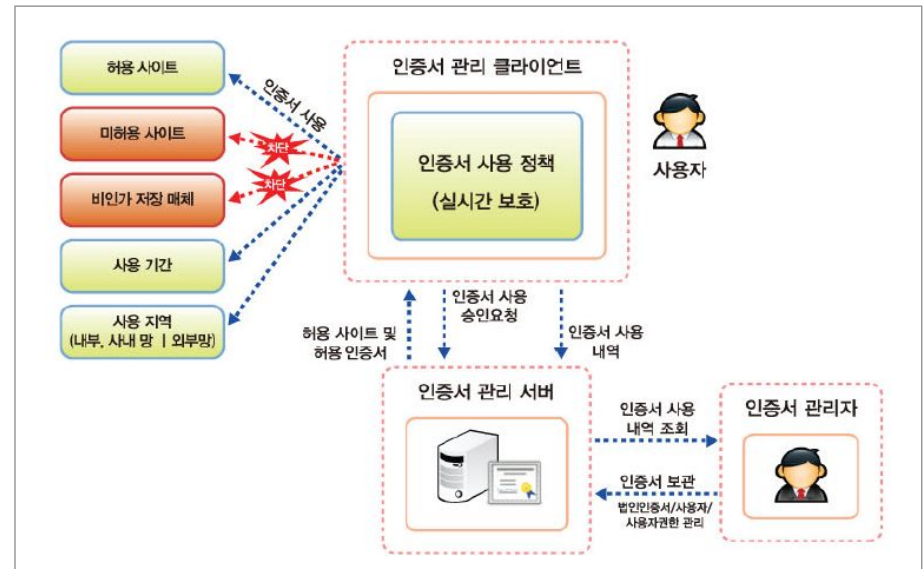 허용 사이트
미허용 사이트
비인가 저장 매체
사용 기간
사용 지역
(내부, 사내 망 | 외부망)
인증서 사용
차단
차단
인증서 관리 클라이언트
인증서 사용 정책
(실시간 보호)
사용자
허용 사이트 및
허용 인증서
인증서 사용
승인요청
인증서 사용
내역
인증서 관리 서버
인증서 사용
내역 조회
인증서 보관
법인인증서/사용자/
사용자권한 관리
인증서 관리자